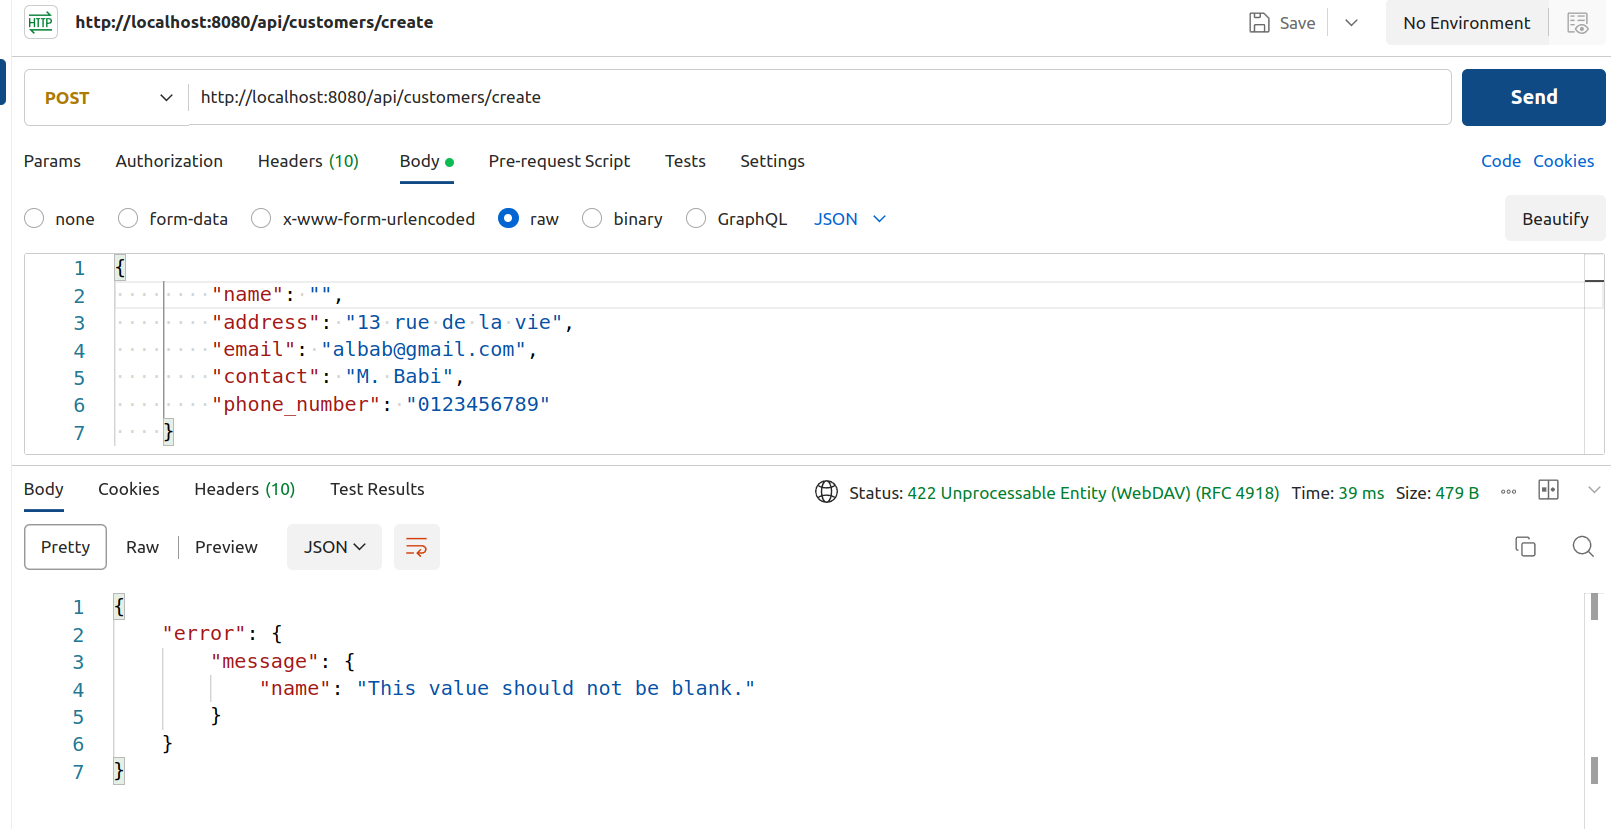 HTTP http://localhost:8080/api/customers/create Save No Environment
POST http://localhost:8080/api/customers/create Send
Params Authorization Headers (10) Body Pre-request Script Tests Settings Code Cookies
none form-data x-www-form-urlencoded raw binary GraphQL JSON Beautify
1 {
2 "name": "",
3 "address": "13 rue de la vie",
4 "email": "albab@gmail.com",
5 "contact": "M. Babi",
6 "phone_number": "0123456789"
7 }
Body Cookies Headers (10) Test Results Status: 422 Unprocessable Entity (WebDAV) (RFC 4918) Time: 39 ms Size: 479 B
Pretty Raw Preview JSON
1 {
2 "error": {
3 "message": {
4 "name": "This value should not be blank."
5 }
6 }
7 }